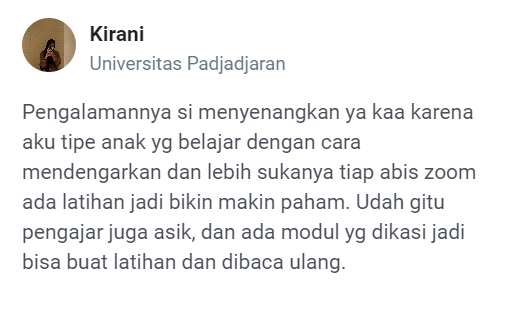 Kirani
Universitas Padjadjaran
Pengalamannya si menyenangkan ya kaa karena
aku tipe anak yg belajar dengan cara
mendengarkan dan lebih sukanya tiap abis zoom
ada latihan jadi bikin makin paham. Udah gitu
pengajar juga asik, dan ada modul yg dikasi jadi
bisa buat latihan dan dibaca ulang.